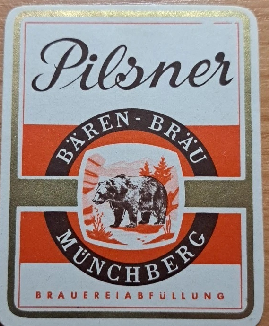 Pilsner
BÄREN-BRÄU
MÜNCHBERG
BRAUEREIABFÜLLUNG